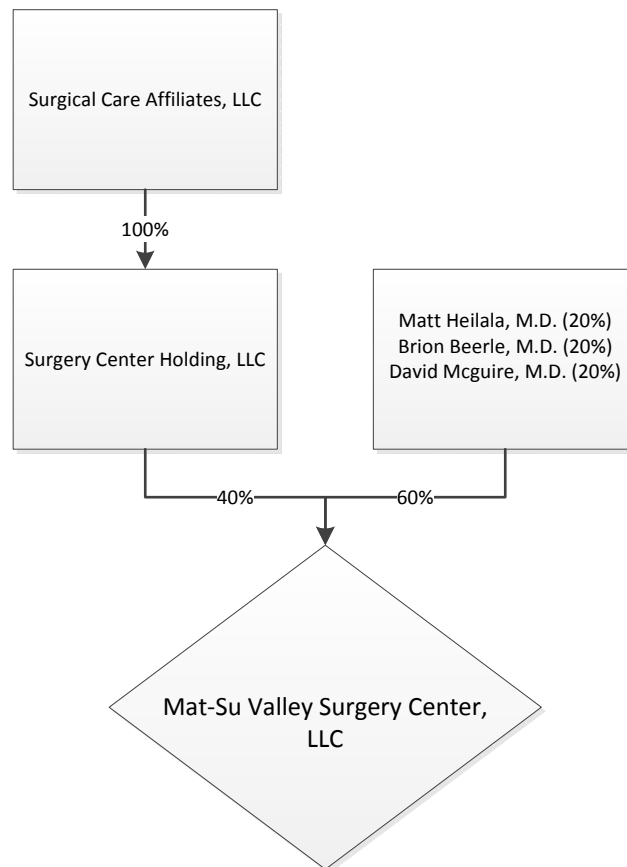 Surgical Care Affiliates, LLC
100%
Surgery Center Holding, LLC
Matt Heilala, M.D. (20%)
Brion Beerle, M.D. (20%)
David Mcguire, M.D. (20%)
40%
60%
Mat-Su Valley Surgery Center,
LLC